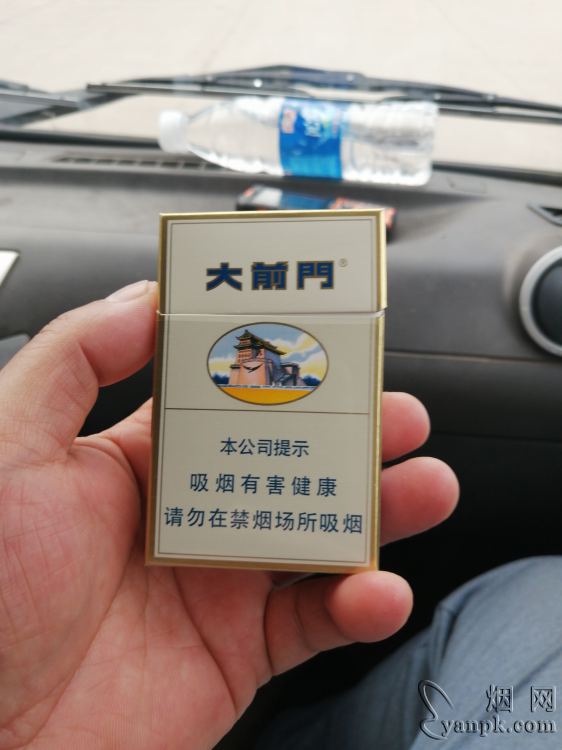 大前門®
本公司提示
吸烟有害健康
请勿在禁烟场所吸烟
烟网
yanpk.com